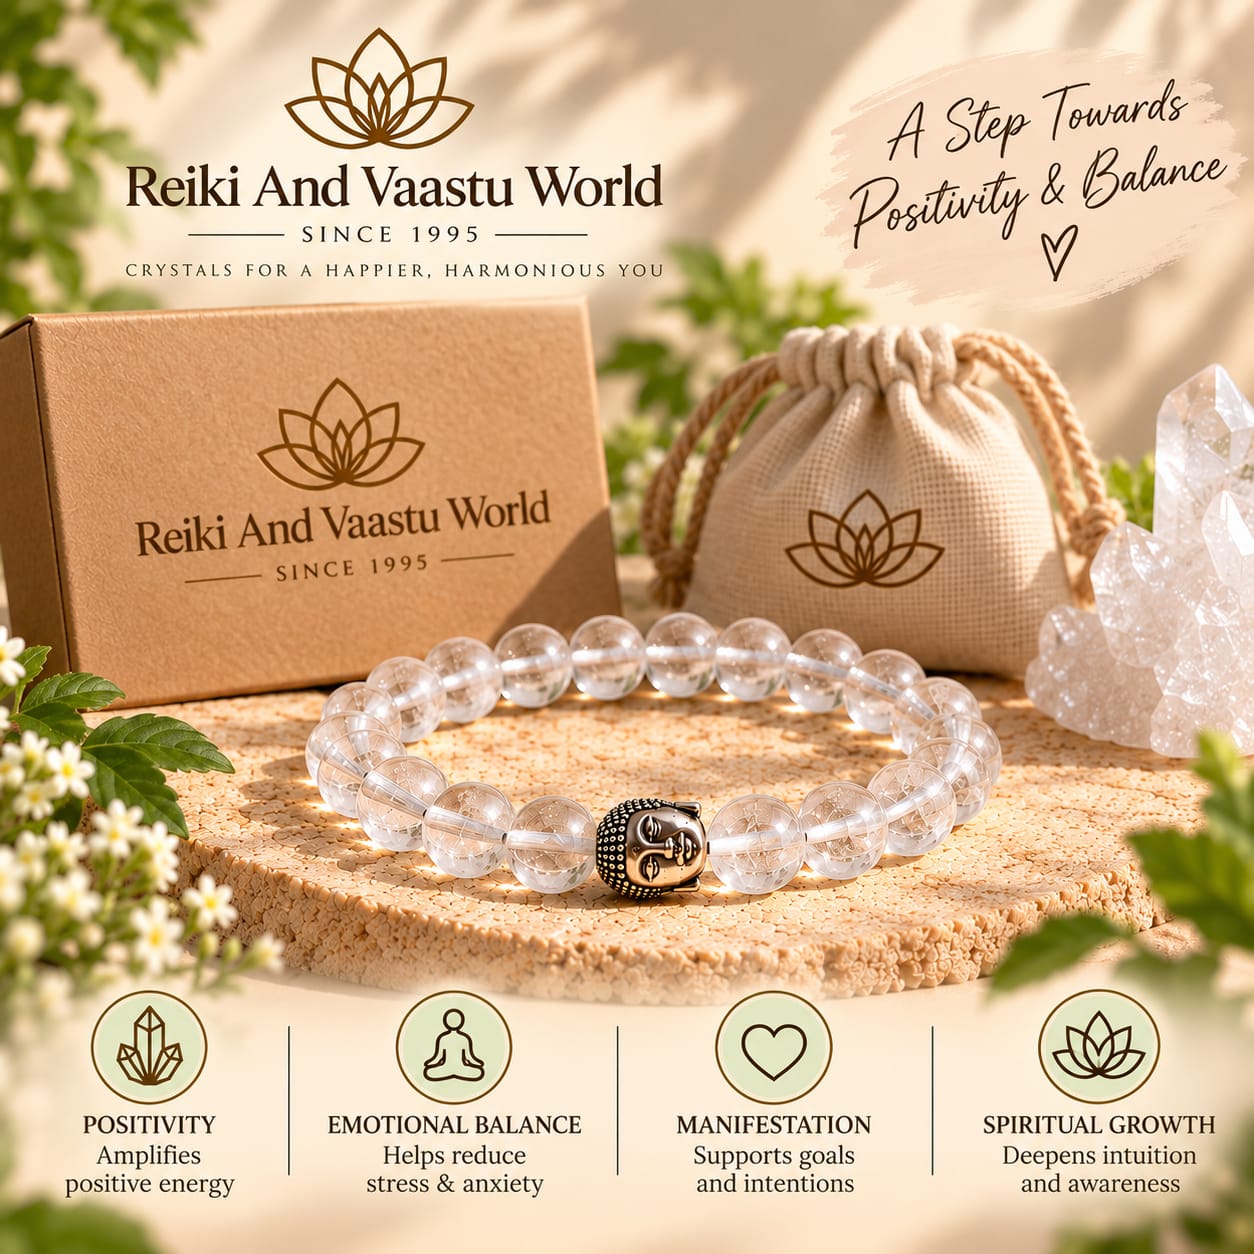 Reiki And Vaastu World
SINCE 1995
CRYSTALS FOR A HAPPIER, HARMONIOUS YOU
A Step Towards
Positivity & Balance
Reiki And Vaastu World
SINCE 1995
POSITIVITY
Amplifies
positive energy
EMOTIONAL BALANCE
Helps reduce
stress & anxiety
MANIFESTATION
Supports goals
and intentions
SPIRITUAL GROWTH
Deepens intuition
and awareness